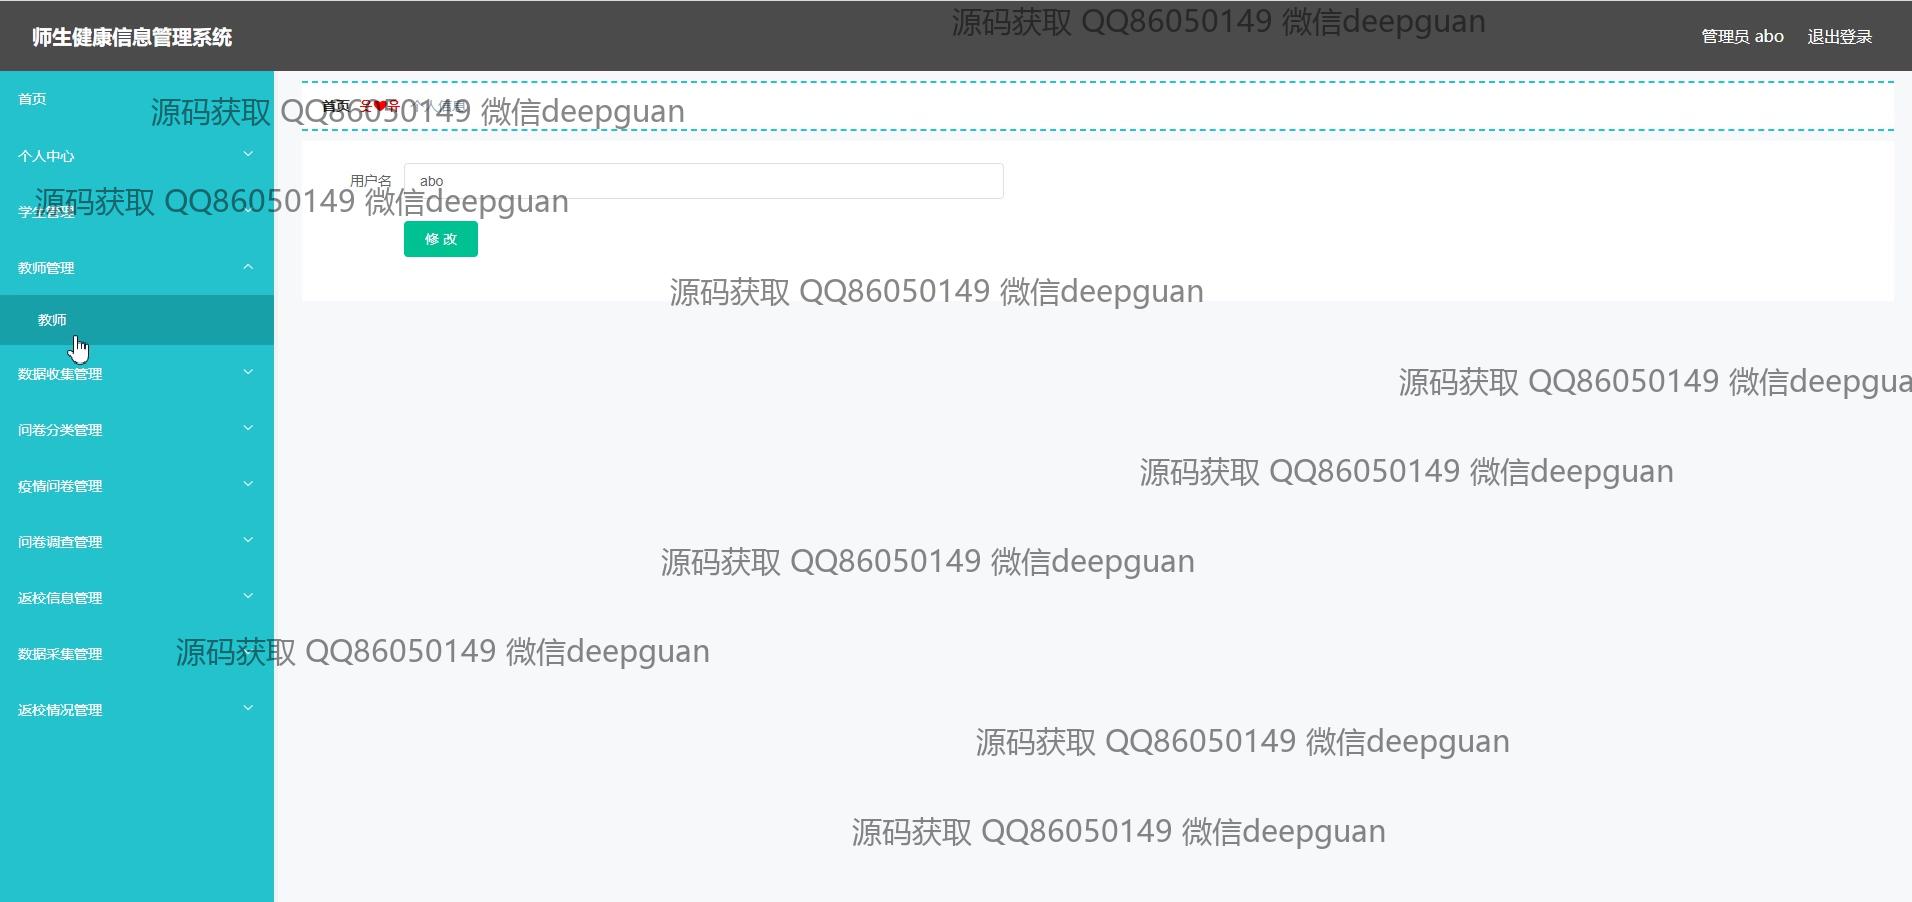 师生健康信息管理系统
源码获取 QQ86050149 微信deepguan
管理员 abo
退出登录
首页
首页 웃❤유 个人信息
源码获取 QQ86050149 微信deepguan
个人中心
用户名
abo
学生管理
源码获取 QQ86050149 微信deepguan
修 改
教师管理
源码获取 QQ86050149 微信deepguan
教师
数据收集管理
源码获取 QQ86050149 微信deepgua
问卷分类管理
源码获取 QQ86050149 微信deepguan
疫情问卷管理
问卷调查管理
源码获取 QQ86050149 微信deepguan
返校信息管理
数据采集管理
源码获取 QQ86050149 微信deepguan
返校情况管理
源码获取 QQ86050149 微信deepguan
源码获取 QQ86050149 微信deepguan